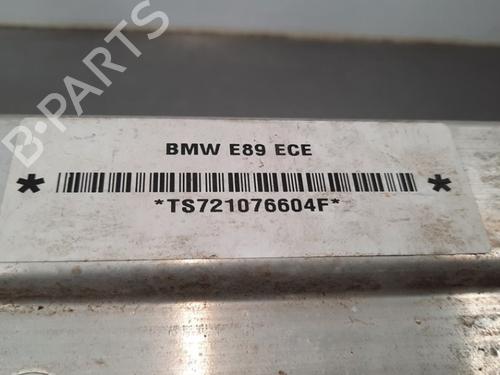 B-PARTS
BMW E89 ECE
* *
*TS721076604F*